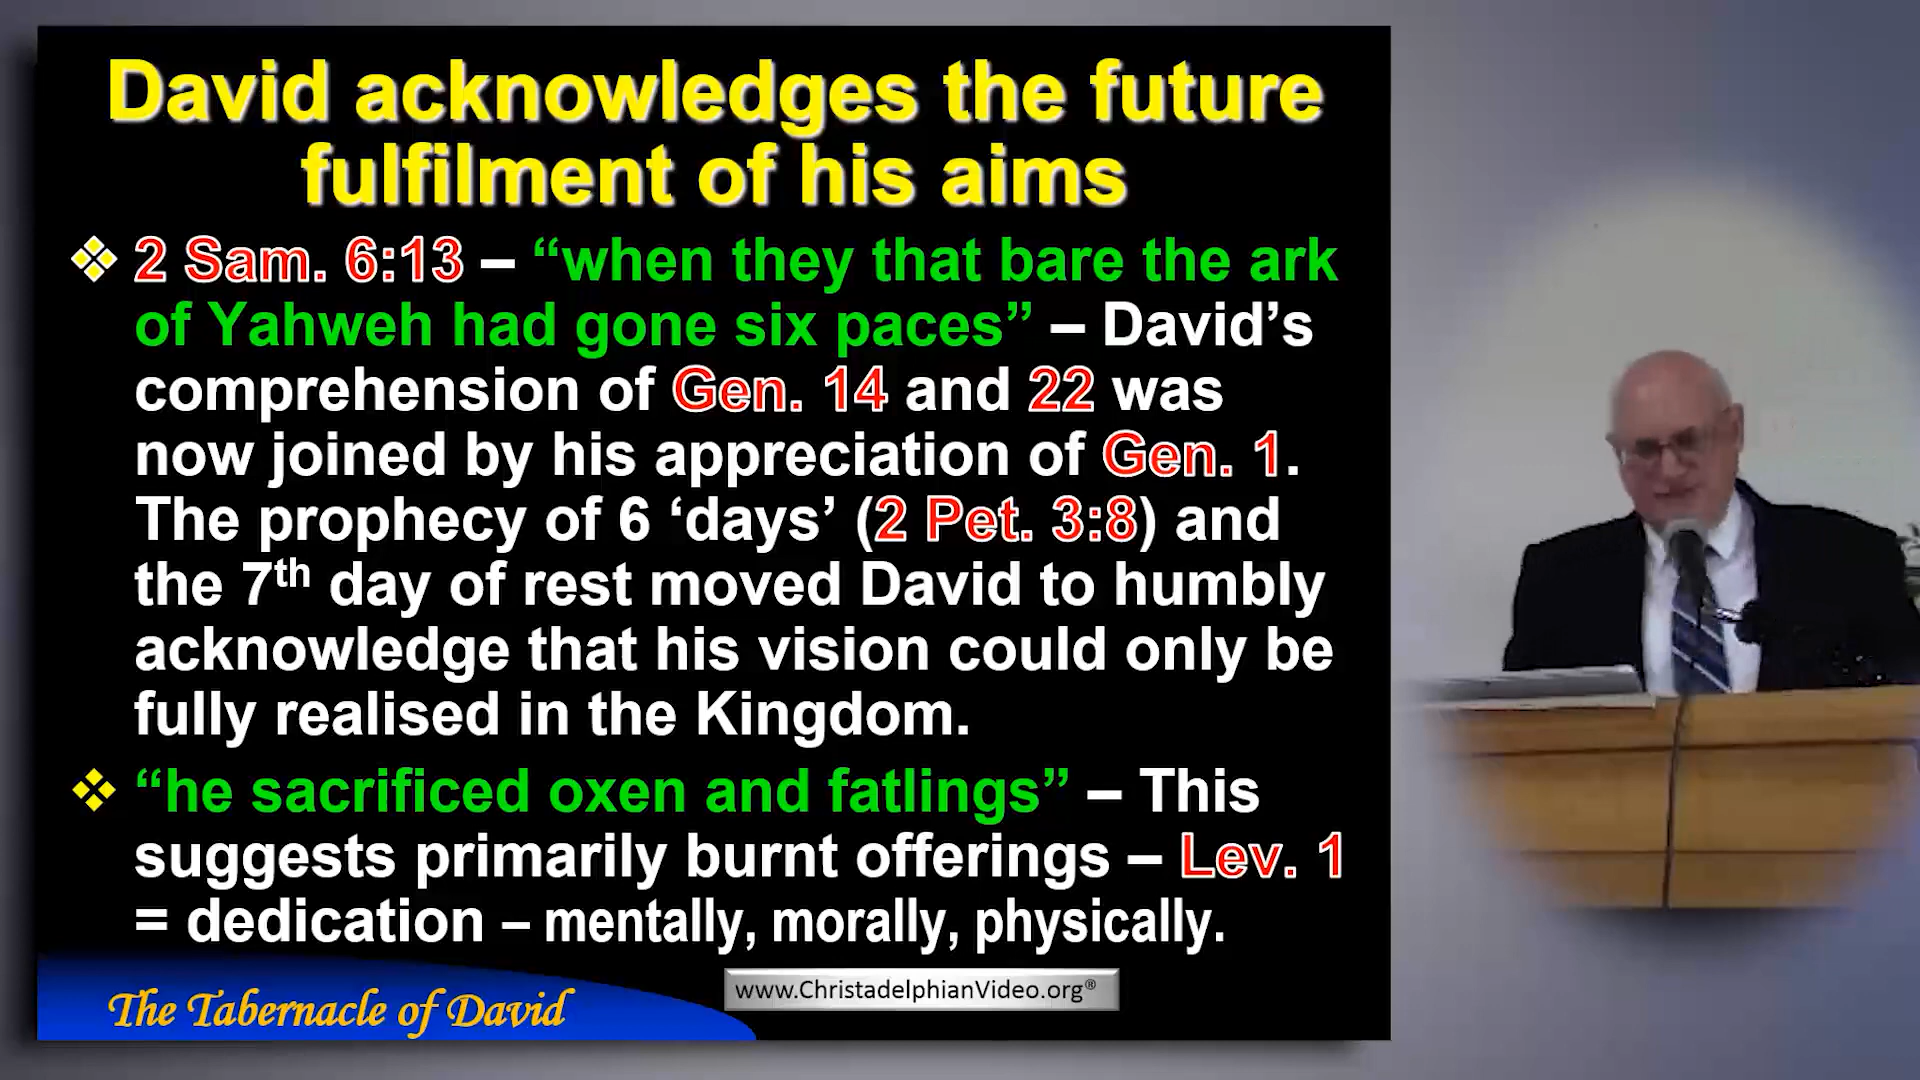 David acknowledges the future
fulfilment of his aims
❖ 2 Sam. 6:13 – “when they that bare the ark
of Yahweh had gone six paces” – David’s
comprehension of Gen. 14 and 22 was
now joined by his appreciation of Gen. 1.
The prophecy of 6 ‘days’ (2 Pet. 3:8) and
the 7th day of rest moved David to humbly
acknowledge that his vision could only be
fully realised in the Kingdom.
❖ “he sacrificed oxen and fatlings” – This
suggests primarily burnt offerings – Lev. 1
= dedication – mentally, morally, physically.
The Tabernacle of David
www.ChristadelphianVideo.org®